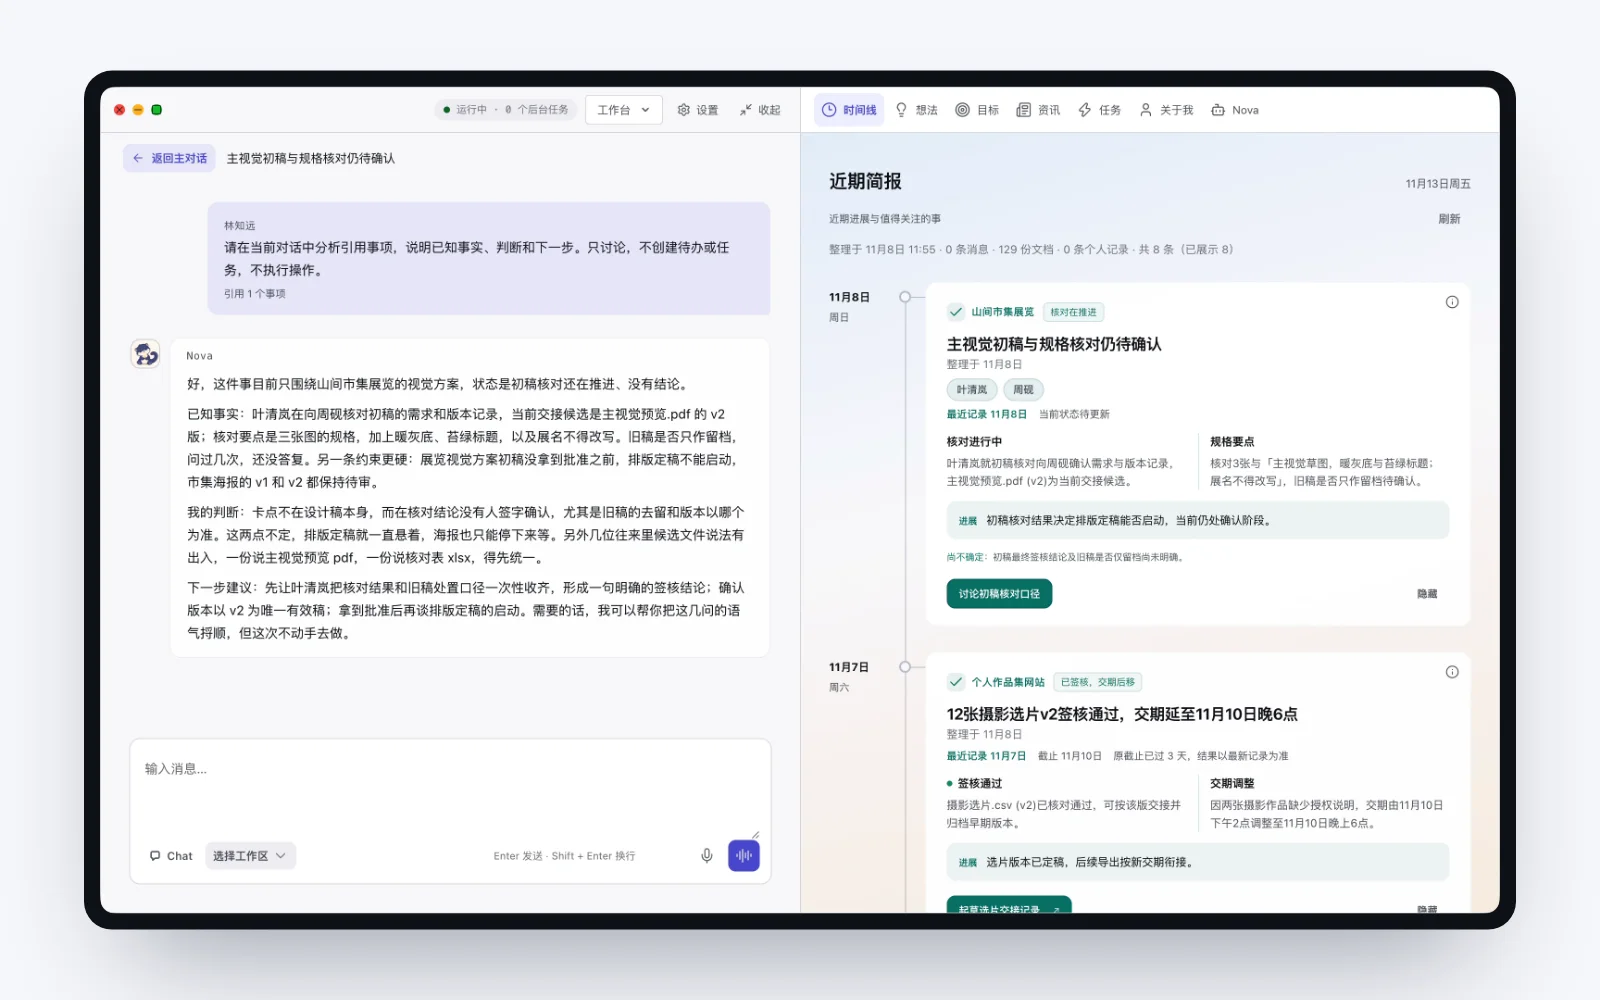 运行中 · 0 个后台任务
工作台
设置
收起
返回主对话
主视觉初稿与规格核对仍待确认
林知远
请在当前对话中分析引用事项，说明已知事实、判断和下一步。只讨论，不创建待办或任
务，不执行操作。
引用 1 个事项
Nova
好，这件事目前只围绕山间市集展览的视觉方案，状态是初稿核对还在推进、没有结论。
已知事实：叶清岚在向周砚核对初稿的需求和版本记录，当前交接候选是主视觉预览.pdf 的 v2
版；核对要点是三张图的规格，加上暖灰底、苔绿标题，以及展名不得改写。旧稿是否只作留档，
问过几次，还没答复。另一条约束更硬：展览视觉方案初稿没拿到批准之前，排版定稿不能启动，
市集海报的 v1 和 v2 都保持待审。
我的判断：卡点不在设计稿本身，而在核对结论没有人签字确认，尤其是旧稿的去留和版本以哪个
为准。这两点不定，排版定稿就一直悬着，海报也只能停下来等。另外几位往来里候选文件说法有
出入，一份说主视觉预览 pdf，一份说核对表 xlsx，得先统一。
下一步建议：先让叶清岚把核对结果和旧稿处置口径一次性收齐，形成一句明确的签核结论；确认
版本以 v2 为唯一有效稿；拿到批准后再谈排版定稿的启动。需要的话，我可以帮你把这几问的语
气捋顺，但这次不动手去做。
输入消息...
Chat
选择工作区
Enter 发送 · Shift + Enter 换行
时间线
想法
目标
资讯
任务
关于我
Nova
近期简报
11月13日周五
近期进展与值得关注的事
刷新
整理于 11月8日 11:55 · 0 条消息 · 129 份文档 · 0 条个人记录 · 共 8 条（已展示 8）
11月8日
周日
山间市集展览
核对在推进
主视觉初稿与规格核对仍待确认
整理于 11月8日
叶清岚
周砚
最近记录 11月8日 当前状态待更新
核对进行中
叶清岚就初稿核对向周砚确认需求与版本记录，
主视觉预览.pdf (v2)为当前交接候选。
规格要点
核对3张与「主视觉草图，暖灰底与苔绿标题；
展名不得改写」，旧稿是否只作留档待确认。
进展 初稿核对结果决定排版定稿能否启动，当前仍处确认阶段。
尚不确定：初稿最终签核结论及旧稿是否仅留档尚未明确。
讨论初稿核对口径
隐藏
11月7日
周六
个人作品集网站
已签核，交期后移
12张摄影选片v2签核通过，交期延至11月10日晚6点
整理于 11月8日
最近记录 11月7日 截止 11月10日 原截止已过 3 天，结果以最新记录为准
签核通过
摄影选片.csv (v2)已核对通过，可按该版交接并
归档早期版本。
交期调整
因两张摄影作品缺少授权说明，交期由11月10日
下午2点调整至11月10日晚上6点。
进展 选片版本已定稿，后续导出按新交期衔接。
起草选片交接记录
隐藏